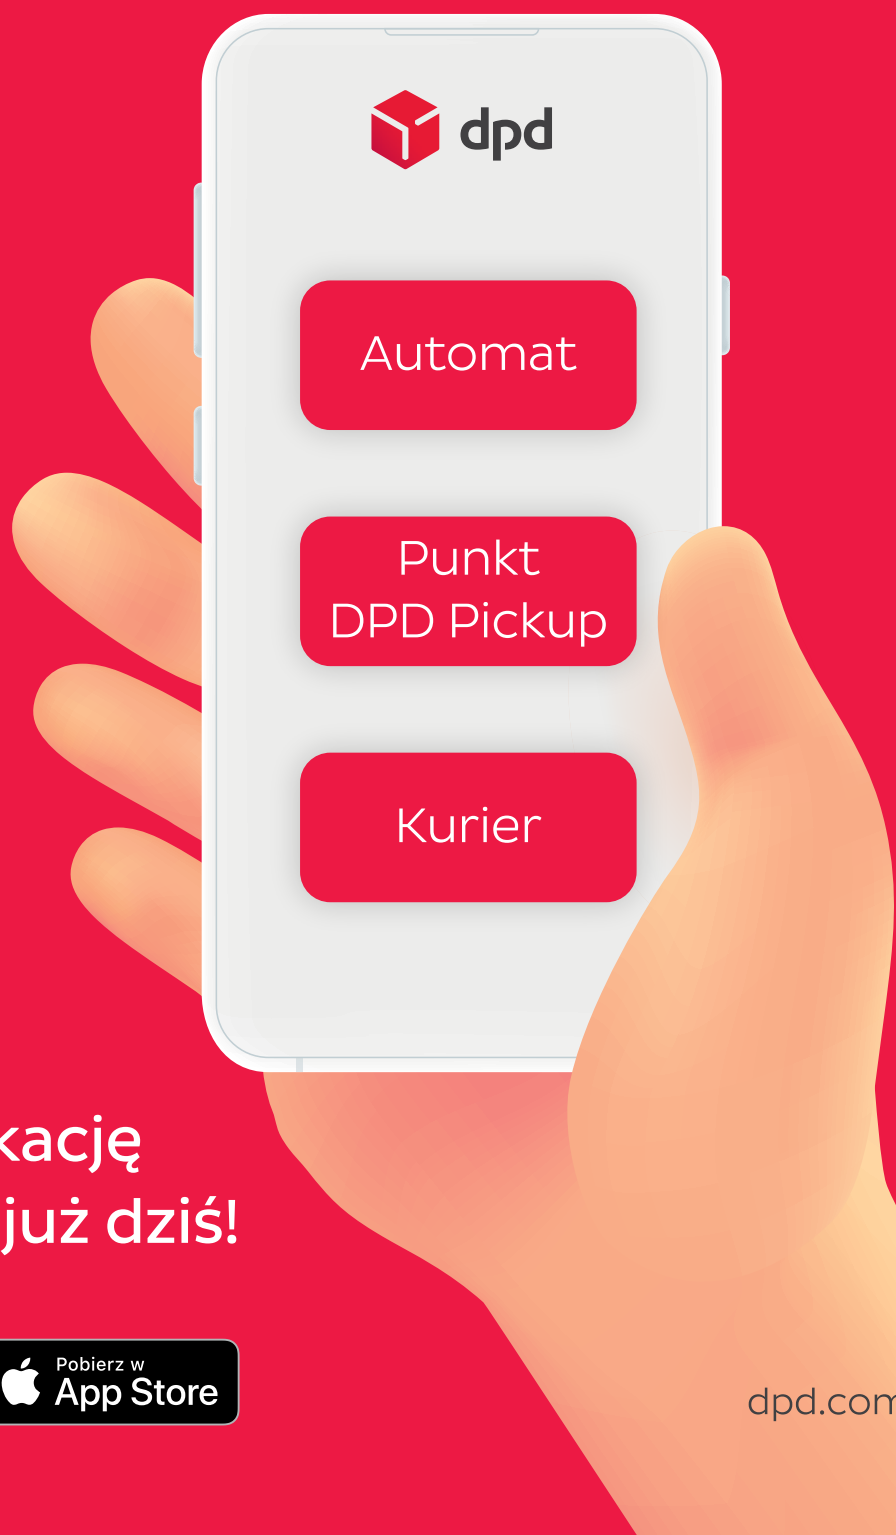 dpd
Automat
Punkt
DPD Pickup
Kurier
kację
już dziś!
Pobierz w
App Store
dpd.com